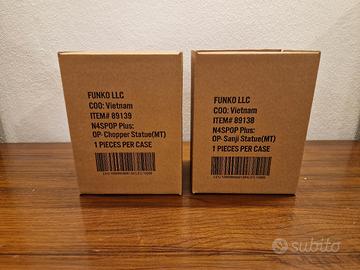 FUNKO LLC
COO: Vietnam
ITEM# 89139
N4SPOP Plus:
OP- Chopper Statue(MT)
1 PIECES PER CASE
FUNKO LLC
COO: Vietnam
ITEM# 89138
N4SPOP Plus:
OP-Sanji Statue(MT)
1 PIECES PER CASE
subito